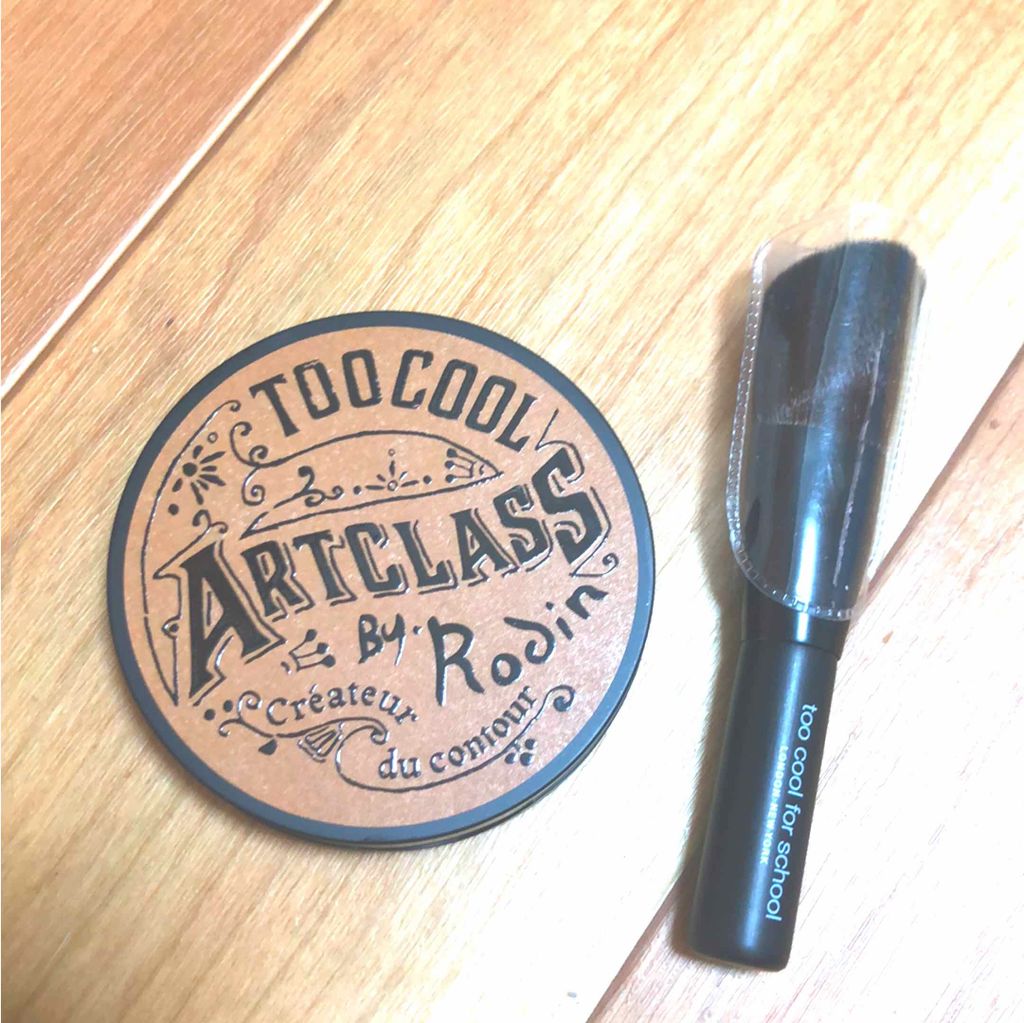 TOO COOL
ARTCLASS
BY. Rodin
Créateur
du contour
too cool for school
LONDON NEW YORK